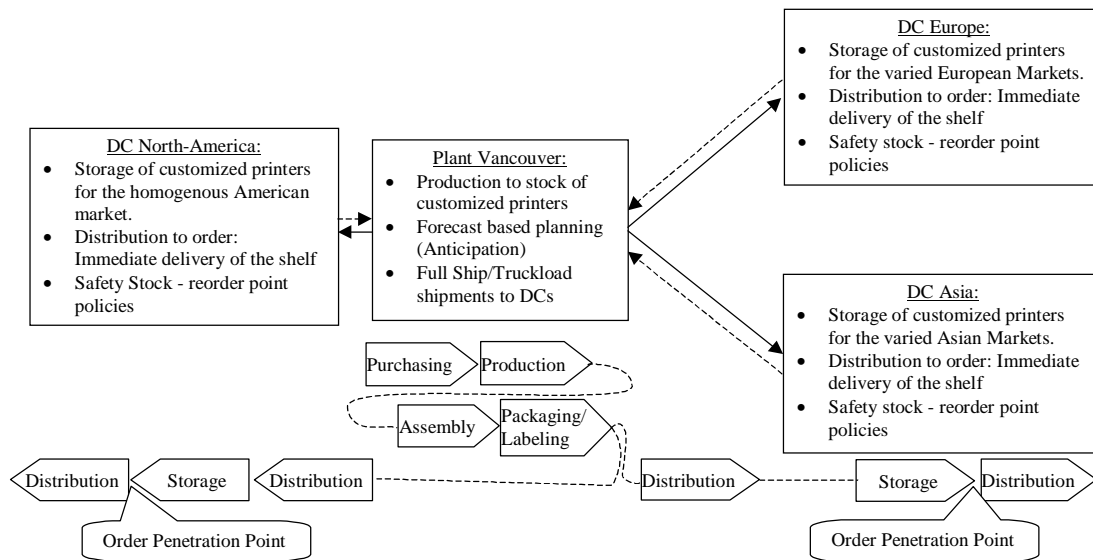 DC North-America:
• Storage of customized printers
for the homogenous American
market.
• Distribution to order:
Immediate delivery of the shelf
• Safety Stock - reorder point
policies
Plant Vancouver:
• Production to stock of
customized printers
• Forecast based planning
(Anticipation)
• Full Ship/Truckload
shipments to DCs
DC Europe:
• Storage of customized printers
for the varied European Markets.
• Distribution to order: Immediate
delivery of the shelf
• Safety stock - reorder point
policies
DC Asia:
• Storage of customized printers
for the varied Asian Markets.
• Distribution to order: Immediate
delivery of the shelf
• Safety stock - reorder point
policies
Purchasing
Production
Assembly
Packaging/
Labeling
Distribution
Storage
Distribution
Distribution
Storage
Distribution
Order Penetration Point
Order Penetration Point